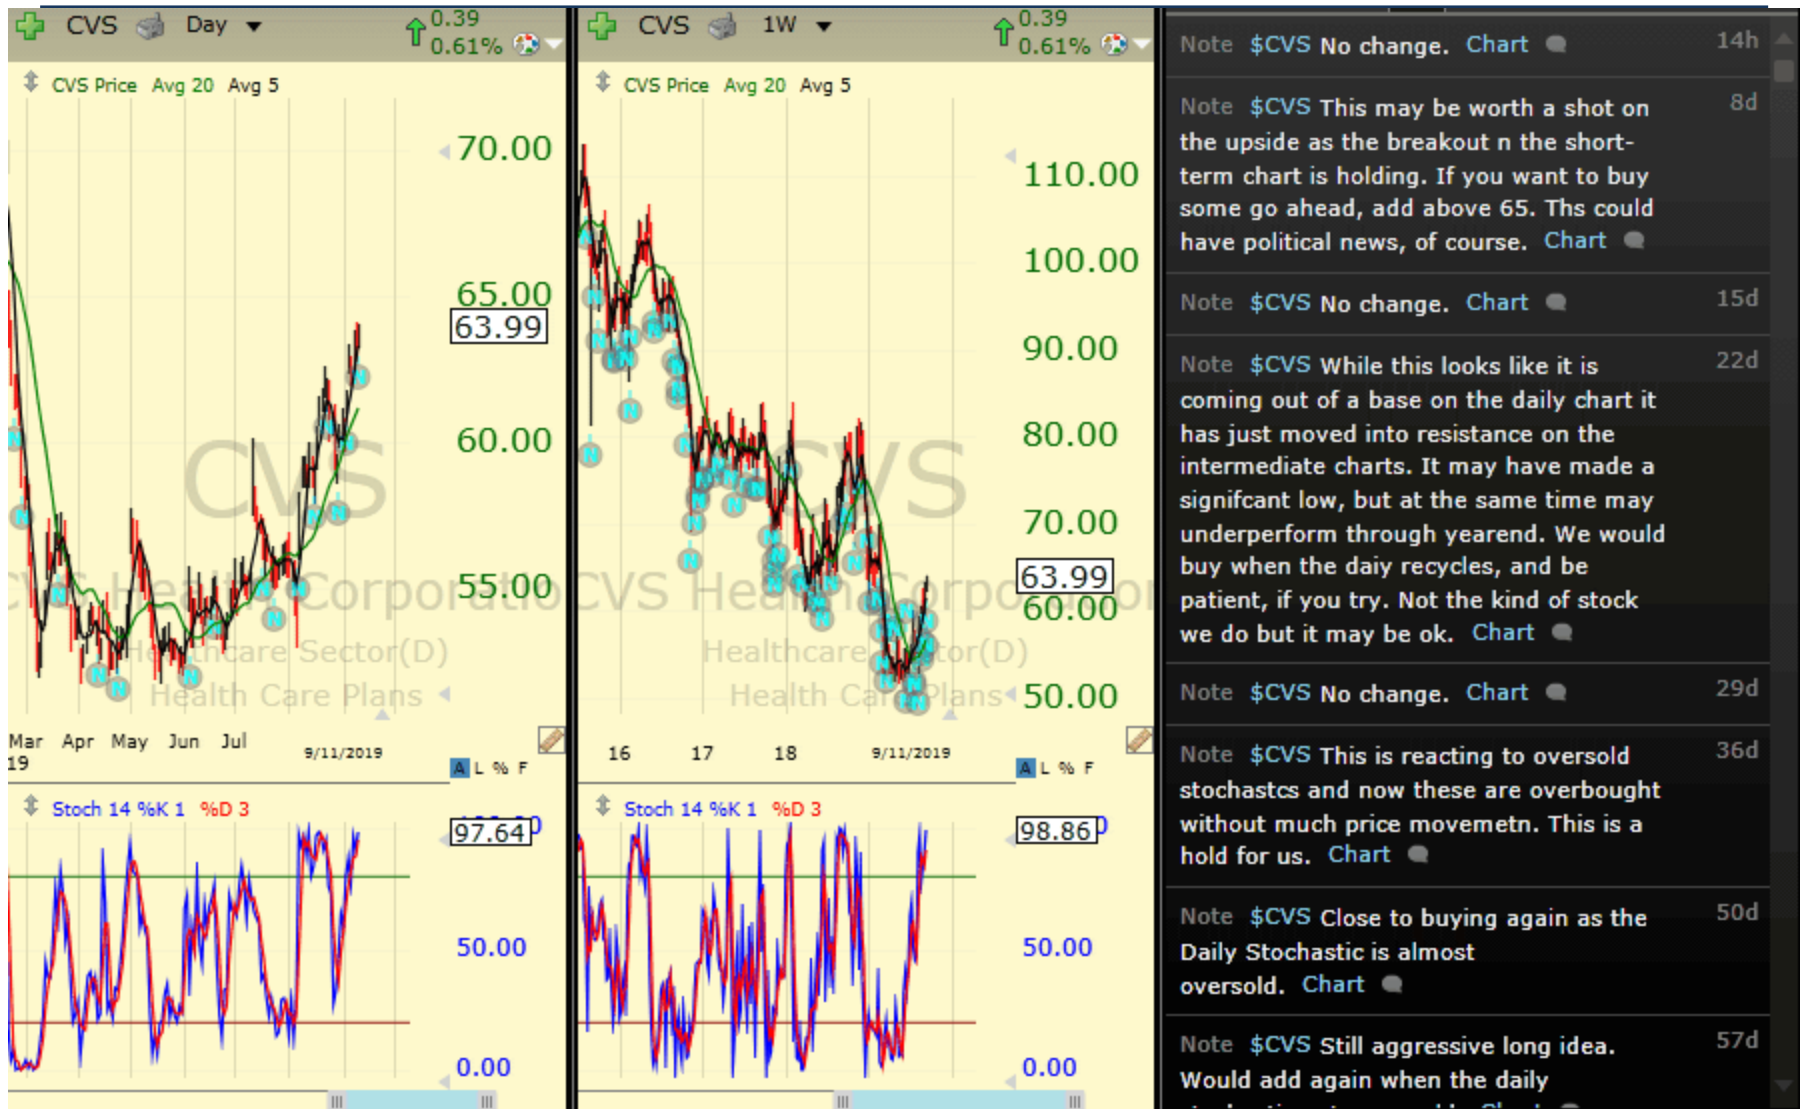 CVS Day 0.39
0.61%
CVS Price Avg 20 Avg 5
70.00
65.00
63.99
60.00
55.00
CVS
CVS Health Corporatio
Healthcare Sector(D)
Health Care Plans
Mar Apr May Jun Jul 9/11/2019
19
A L % F
Stoch 14 %K 1 %D 3
97.64
50.00
0.00
CVS 1W 0.39
0.61%
CVS Price Avg 20 Avg 5
110.00
100.00
90.00
80.00
70.00
63.99
60.00
50.00
CVS
CVS Health Corporation
Healthcare Sector(D)
Health Care Plans
16 17 18 9/11/2019
A L % F
Stoch 14 %K 1 %D 3
98.86
50.00
0.00
Note $CVS No change. Chart 14h
Note $CVS This may be worth a shot on 8d
the upside as the breakout n the short-
term chart is holding. If you want to buy
some go ahead, add above 65. Ths could
have political news, of course. Chart
Note $CVS No change. Chart 15d
Note $CVS While this looks like it is 22d
coming out of a base on the daily chart it
has just moved into resistance on the
intermediate charts. It may have made a
signifcant low, but at the same time may
underperform through yearend. We would
buy when the daiy recycles, and be
patient, if you try. Not the kind of stock
we do but it may be ok. Chart
Note $CVS No change. Chart 29d
Note $CVS This is reacting to oversold 36d
stochastcs and now these are overbought
without much price movemetn. This is a
hold for us. Chart
Note $CVS Close to buying again as the 50d
Daily Stochastic is almost
oversold. Chart
Note $CVS Still aggressive long idea. 57d
Would add again when the daily